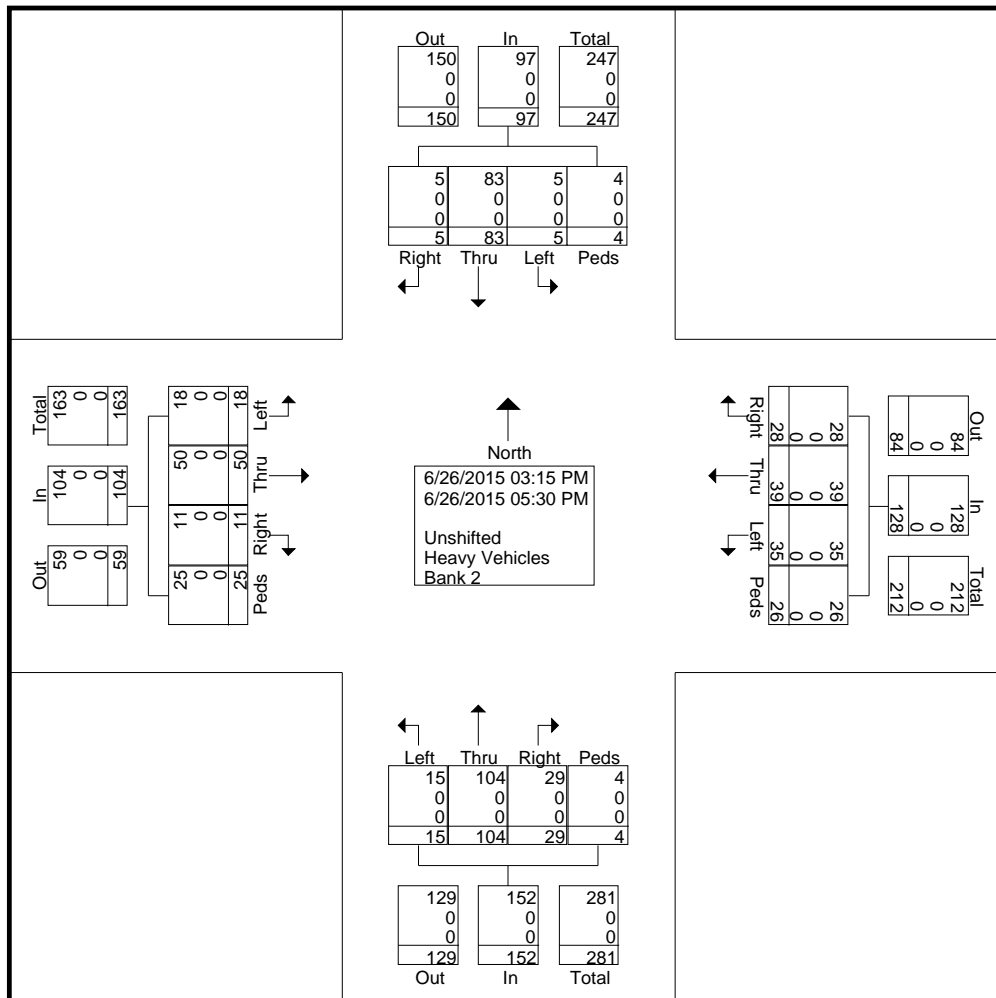 Out In Total
150 97 247
0 0 0
0 0 0
150 97 247
5 83 5 4
0 0 0 0
0 0 0 0
5 83 5 4
Right Thru Left Peds
Total
163 0 0 163
In
104 0 0 104
Out
59 0 0 59
Left
18 0 0 18
Thru
50 0 0 50
Right
11 0 0 11
Peds
25 0 0 25
North
6/26/2015 03:15 PM
6/26/2015 05:30 PM
Unshifted
Heavy Vehicles
Bank 2
Right
28 0 0 28
Thru
39 0 0 39
Left
35 0 0 35
Peds
26 0 0 26
Out
84 0 0 84
In
128 0 0 128
Total
212 0 0 212
Left Thru Right Peds
15 104 29 4
0 0 0 0
0 0 0 0
15 104 29 4
129 152 281
0 0 0
0 0 0
129 152 281
Out In Total